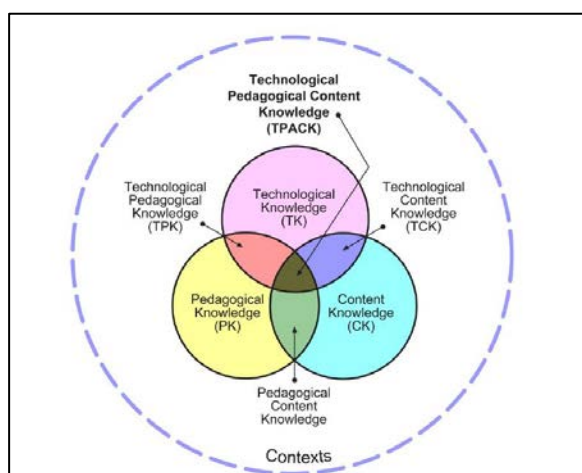 Technological
Pedagogical Content
Knowledge
(TPACK)
Technological
Pedagogical
Knowledge
(TPK)
Technological
Knowledge
(TK)
Technological
Content
Knowledge
(TCK)
Pedagogical
Knowledge
(PK)
Content
Knowledge
(CK)
Pedagogical
Content
Knowledge
Contexts